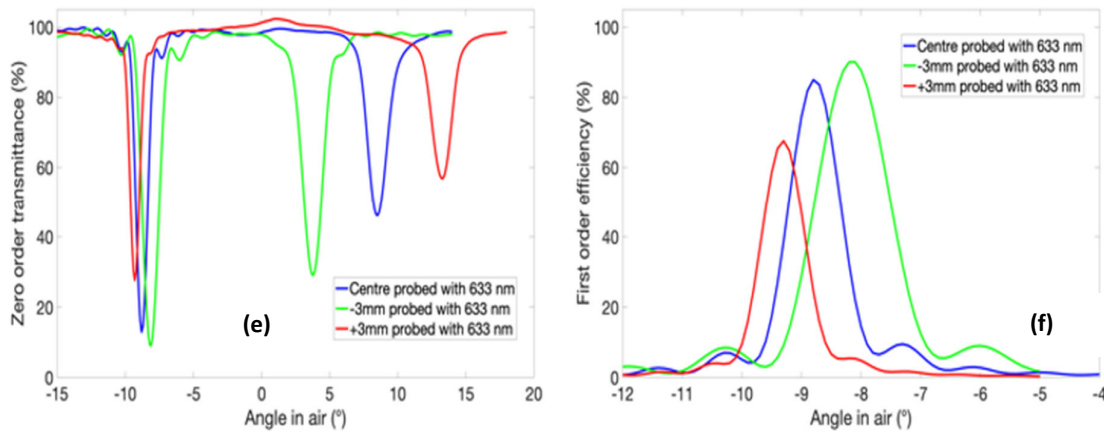 Zero order transmittance (%)
100
80
60
40
20
0
-15
-10
-5
0
5
10
15
20
Angle in air (°)
Centre probed with 633 nm
-3mm probed with 633 nm
+3mm probed with 633 nm
(e)
First order efficiency (%)
100
80
60
40
20
0
-12
-11
-10
-9
-8
-7
-6
-5
-4
Angle in air (°)
Centre probed with 633 nm
-3mm probed with 633 nm
+3mm probed with 633 nm
(f)